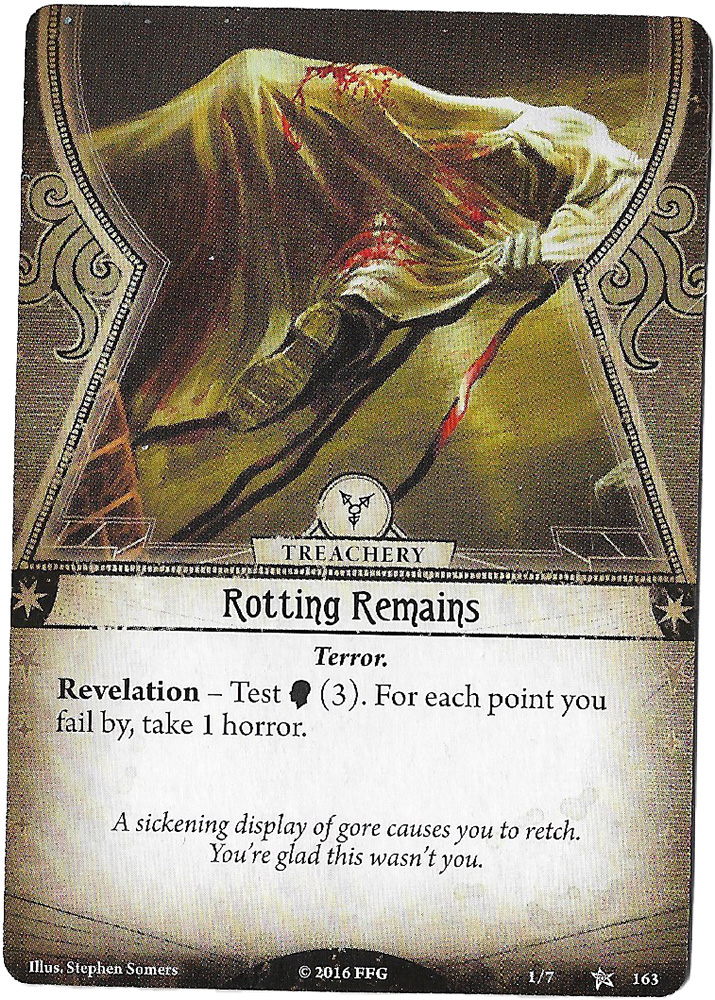 TREACHERY
Rotting Remains
Terror.
Revelation – Test (3). For each point you
fail by, take 1 horror.
A sickening display of gore causes you to retch.
You're glad this wasn't you.
Illus. Stephen Somers © 2016 FFG 1/7 163